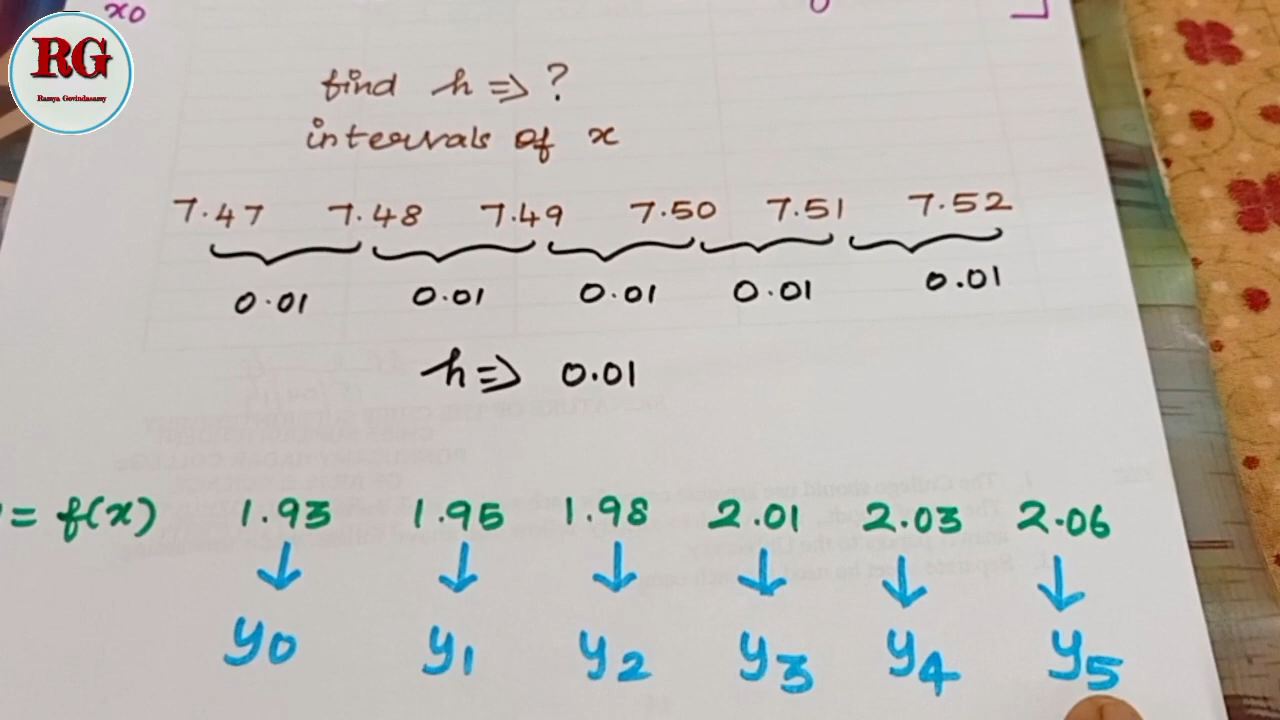 x0
RG
Ramya Govindasamy
find h => ?
intervals of x
7.47 7.48 7.49 7.50 7.51 7.52
0.01 0.01 0.01 0.01 0.01
h => 0.01
= f(x) 1.93 1.95 1.98 2.01 2.03 2.06
↓ ↓ ↓ ↓ ↓ ↓
y0 y1 y2 y3 y4 y5